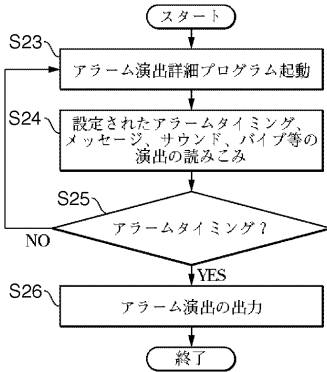 スタート
S23
アラーム演出詳細プログラム起動
S24
設定されたアラームタイミング、
メッセージ、サウンド、バイブ等の
演出の読みこみ
S25
アラームタイミング?
NO
YES
S26
アラーム演出の出力
終了